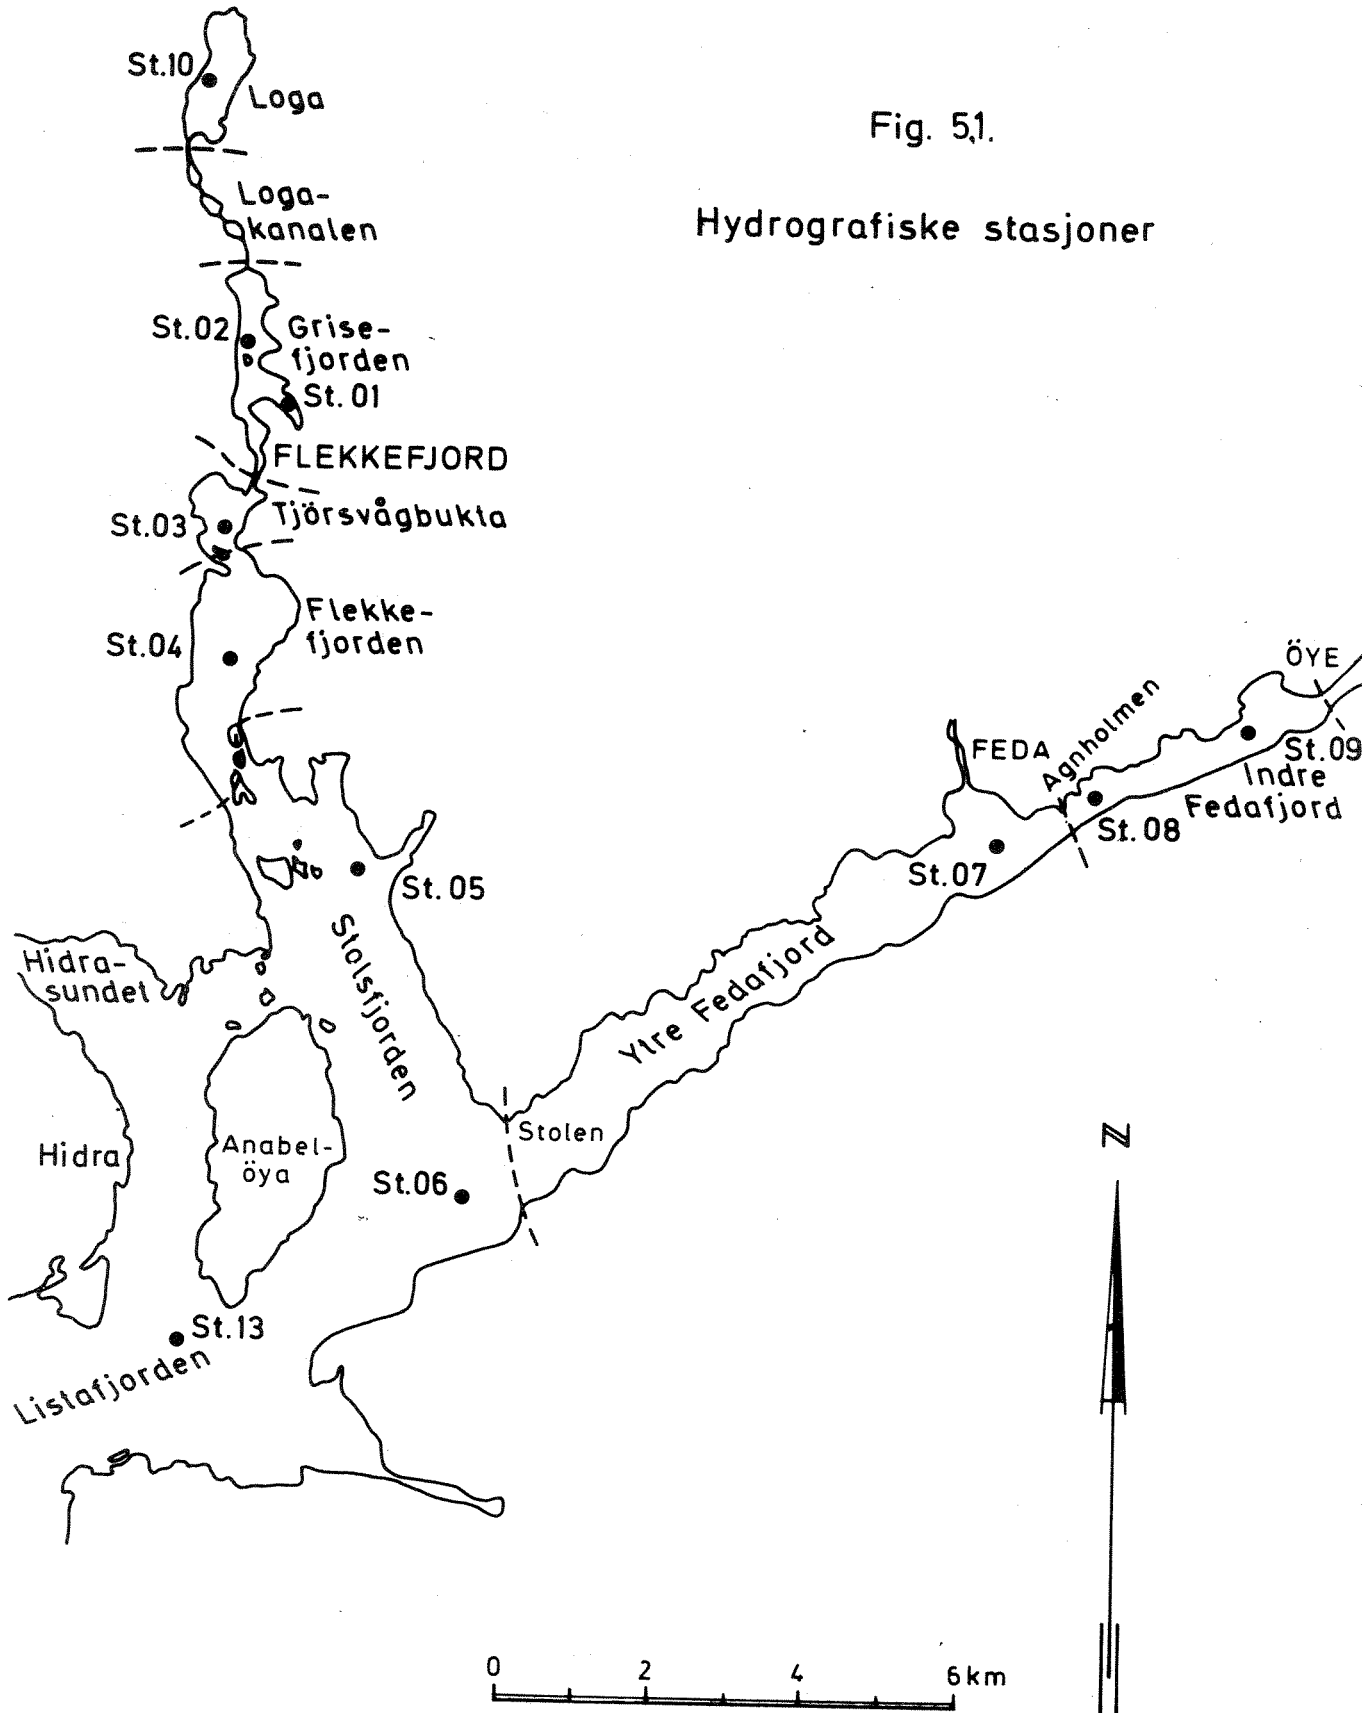 St.10
Loga
Fig. 5,1.
Loga-
kanalen
Hydrografiske stasjoner
St.02
Grise-
fjorden
St.01
FLEKKEFJORD
Tjörsvågbukta
St.03
Flekke-
fjorden
St.04
ÖYE
Agnholmen
FEDA
St.09
Indre
Fedafjord
St.08
St.07
St.05
Stolsfjorden
Hidra-
sundet
Ytre Fedafjord
Stolen
Hidra
Anabel-
öya
St.06
N
St.13
Listafjorden
0 2 4 6 km